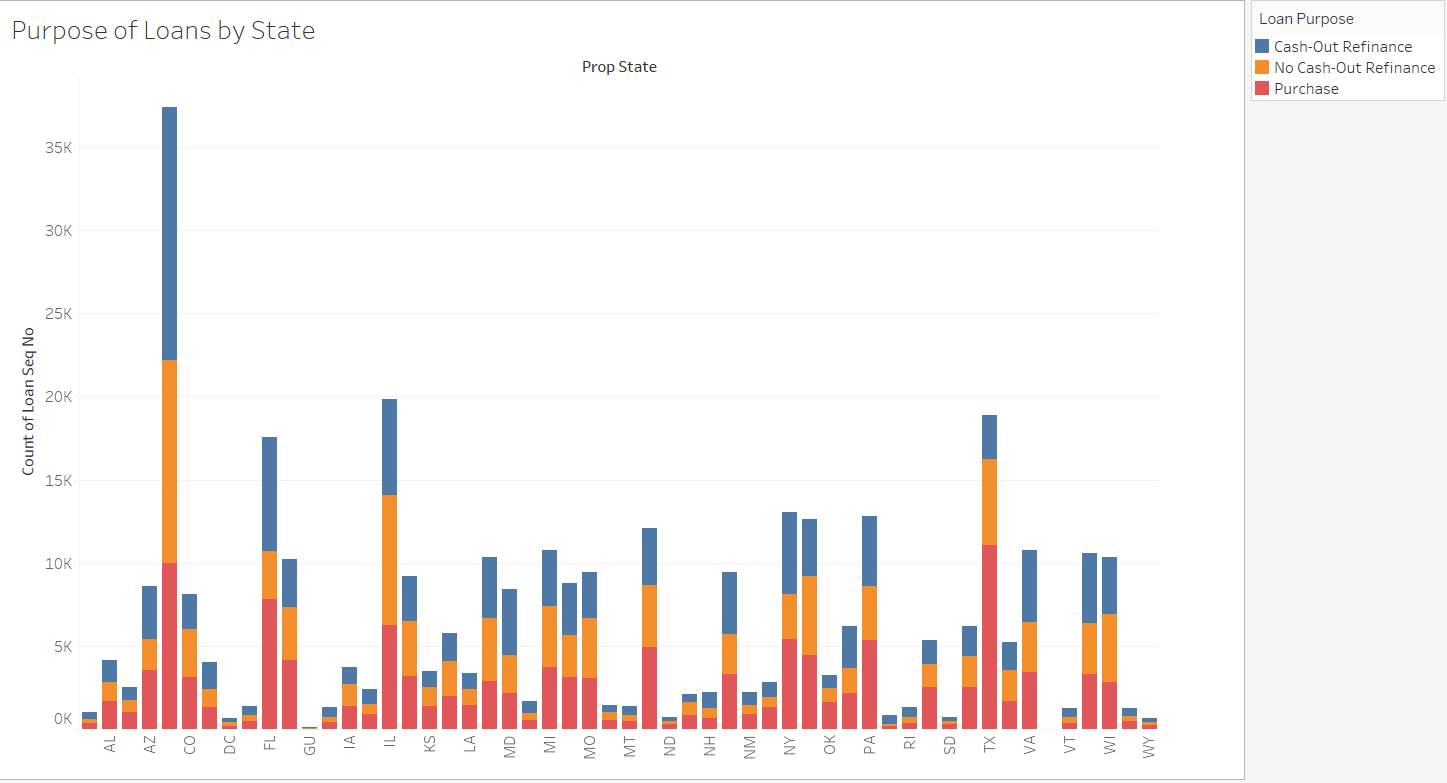 Purpose of Loans by State
Loan Purpose
Cash-Out Refinance
No Cash-Out Refinance
Purchase
Prop State
Count of Loan Seq No
35K
30K
25K
20K
15K
10K
5K
0K
AL
AZ
CO
DC
FL
GU
IA
IL
KS
LA
MD
MI
MO
MT
ND
NH
NM
NY
OK
PA
RI
SD
TX
VA
VT
WI
WY